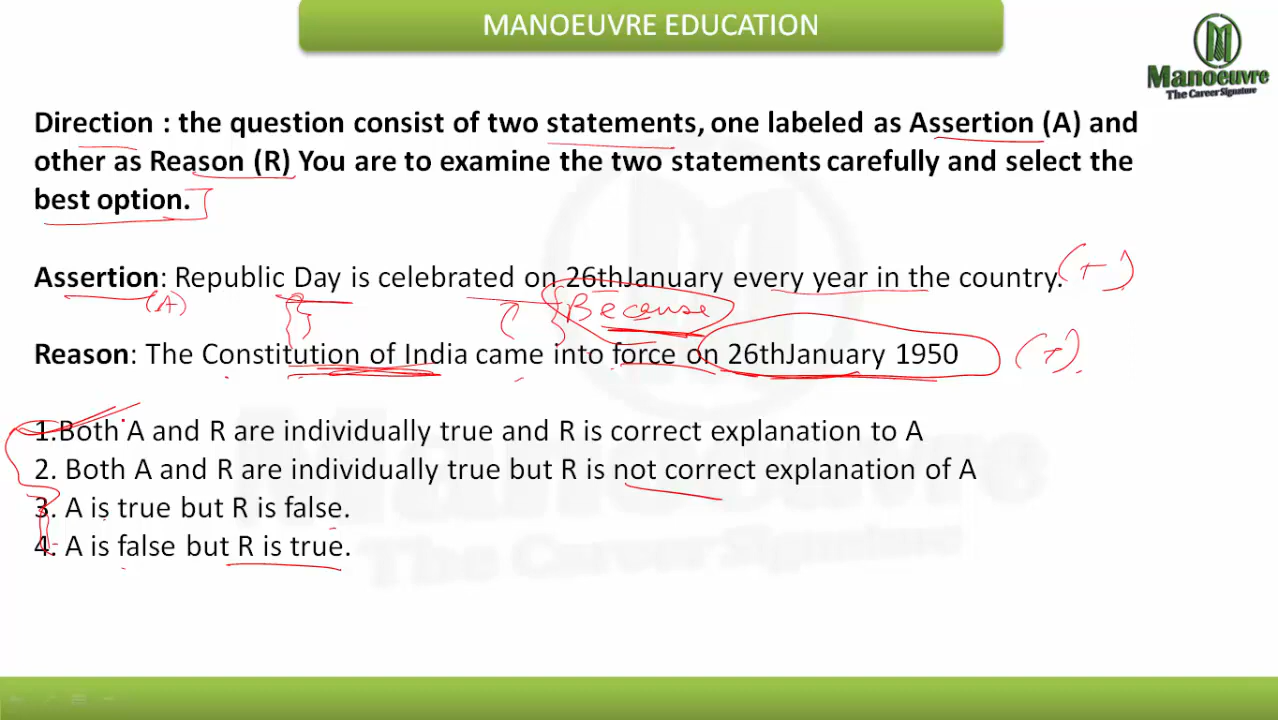 MANOEUVRE EDUCATION
Manoeuvre
The Career Signature
Direction : the question consist of two statements, one labeled as Assertion (A) and
other as Reason (R) You are to examine the two statements carefully and select the
best option.
Assertion: Republic Day is celebrated on 26thJanuary every year in the country. (+)
(A) Because
Reason: The Constitution of India came into force on 26thJanuary 1950 (+)
1.Both A and R are individually true and R is correct explanation to A
2. Both A and R are individually true but R is not correct explanation of A
3. A is true but R is false.
4. A is false but R is true.
Manoeuvre
The Career Signature